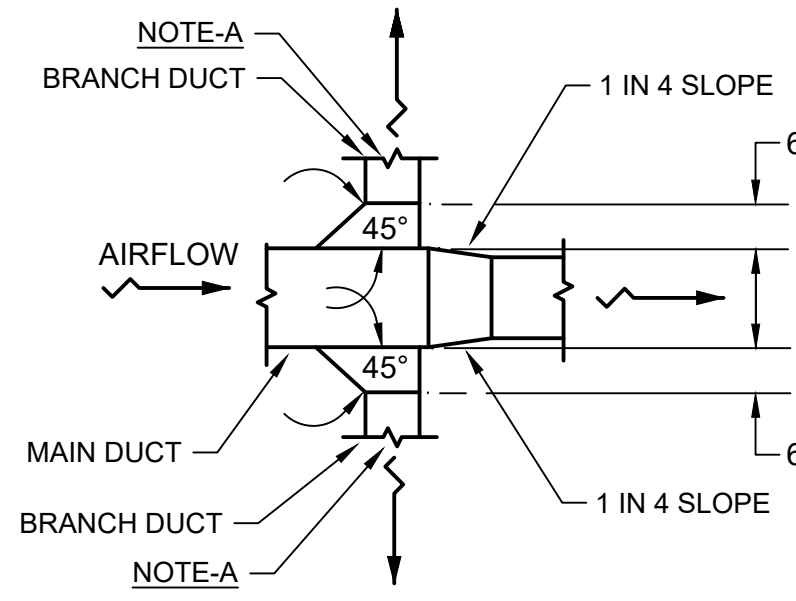 NOTE-A
BRANCH DUCT
1 IN 4 SLOPE
6
45°
AIRFLOW
45°
MAIN DUCT
6
BRANCH DUCT
1 IN 4 SLOPE
NOTE-A